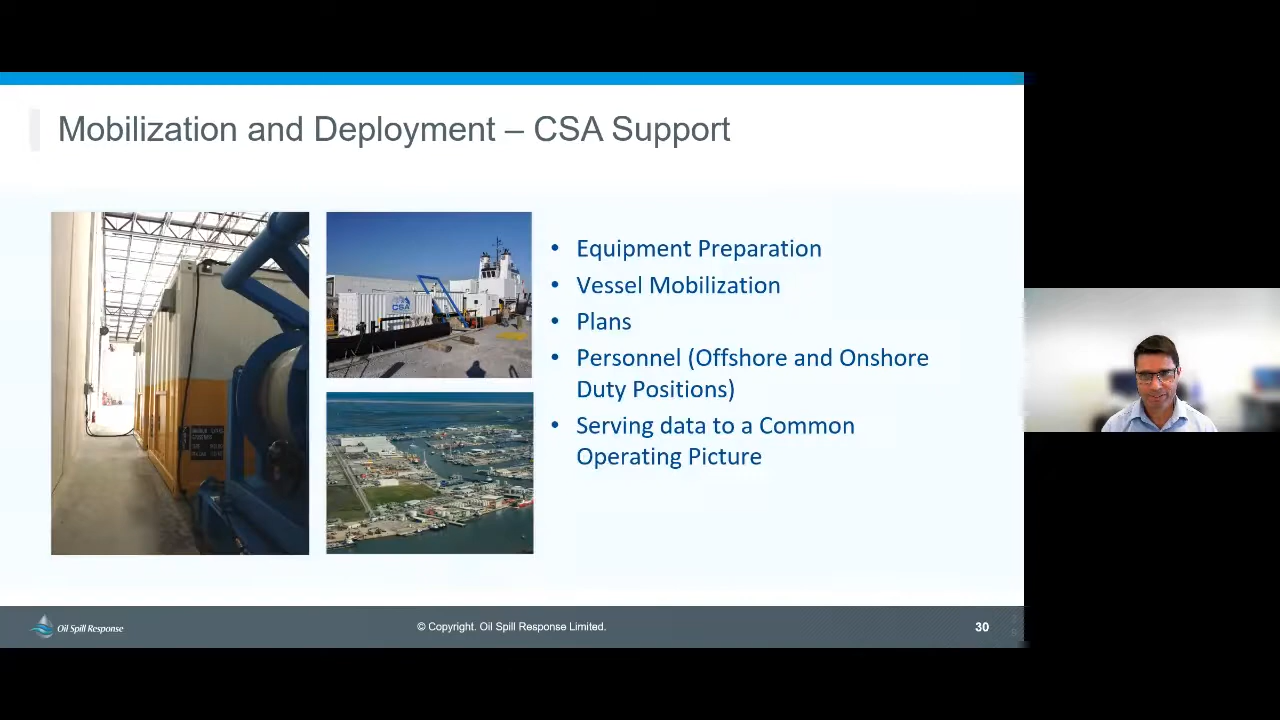 Mobilization and Deployment – CSA Support
CSA
• Equipment Preparation
• Vessel Mobilization
• Plans
• Personnel (Offshore and Onshore
Duty Positions)
• Serving data to a Common
Operating Picture
Oil Spill Response
© Copyright. Oil Spill Response Limited.
30